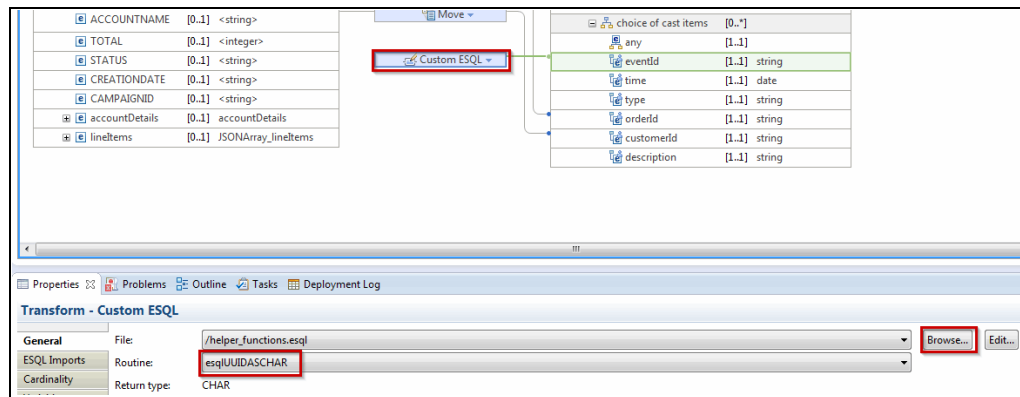 ACCOUNTNAME [0..1] <string>
Move
choice of cast items [0..*]
TOTAL [0..1] <integer>
any [1..1]
STATUS [0..1] <string>
Custom ESQL
eventId [1..1] string
CREATIONDATE [0..1] <string>
time [1..1] date
CAMPAIGNID [0..1] <string>
type [1..1] string
accountDetails [0..1] accountDetails
orderId [1..1] string
lineItems [0..1] JSONArray_lineItems
customerId [1..1] string
description [1..1] string
Properties Problems Outline Tasks Deployment Log
Transform - Custom ESQL
General File: /helper_functions.esql Browse... Edit...
ESQL Imports Routine: esqlUUIDASCHAR
Cardinality Return type: CHAR